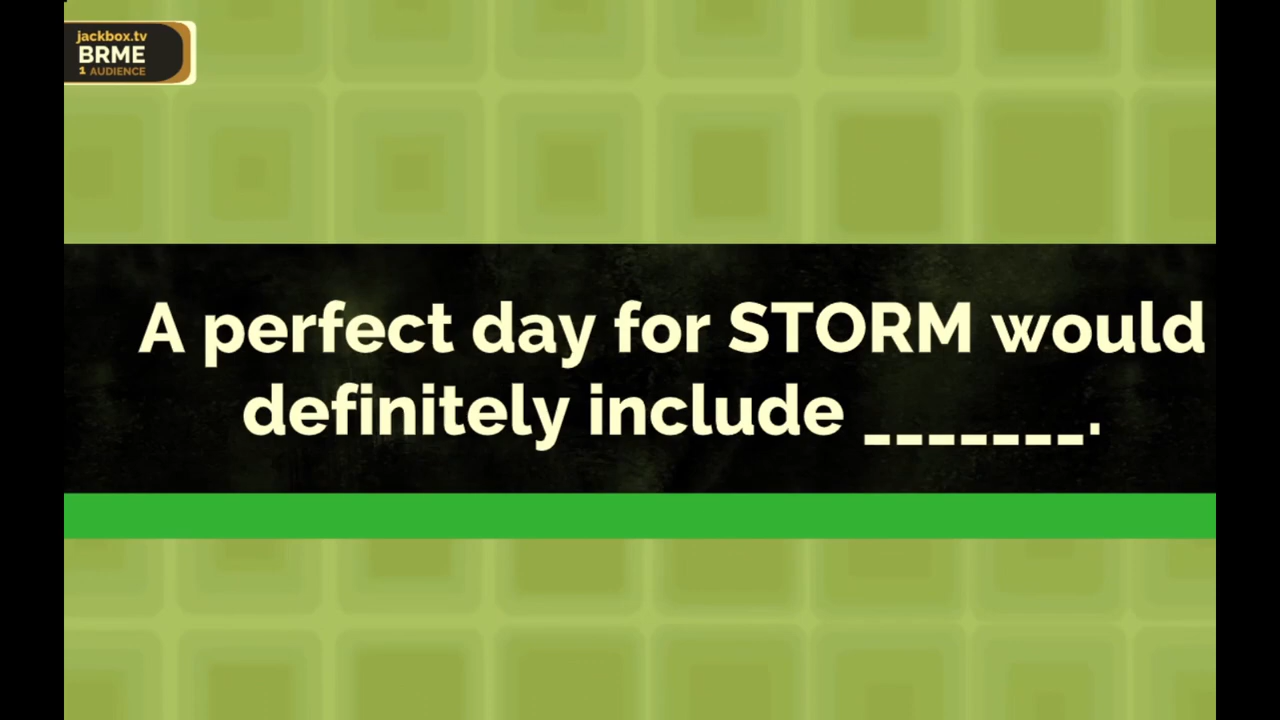 jackbox.tv
BRME
1 AUDIENCE
A perfect day for STORM would
definitely include _______.